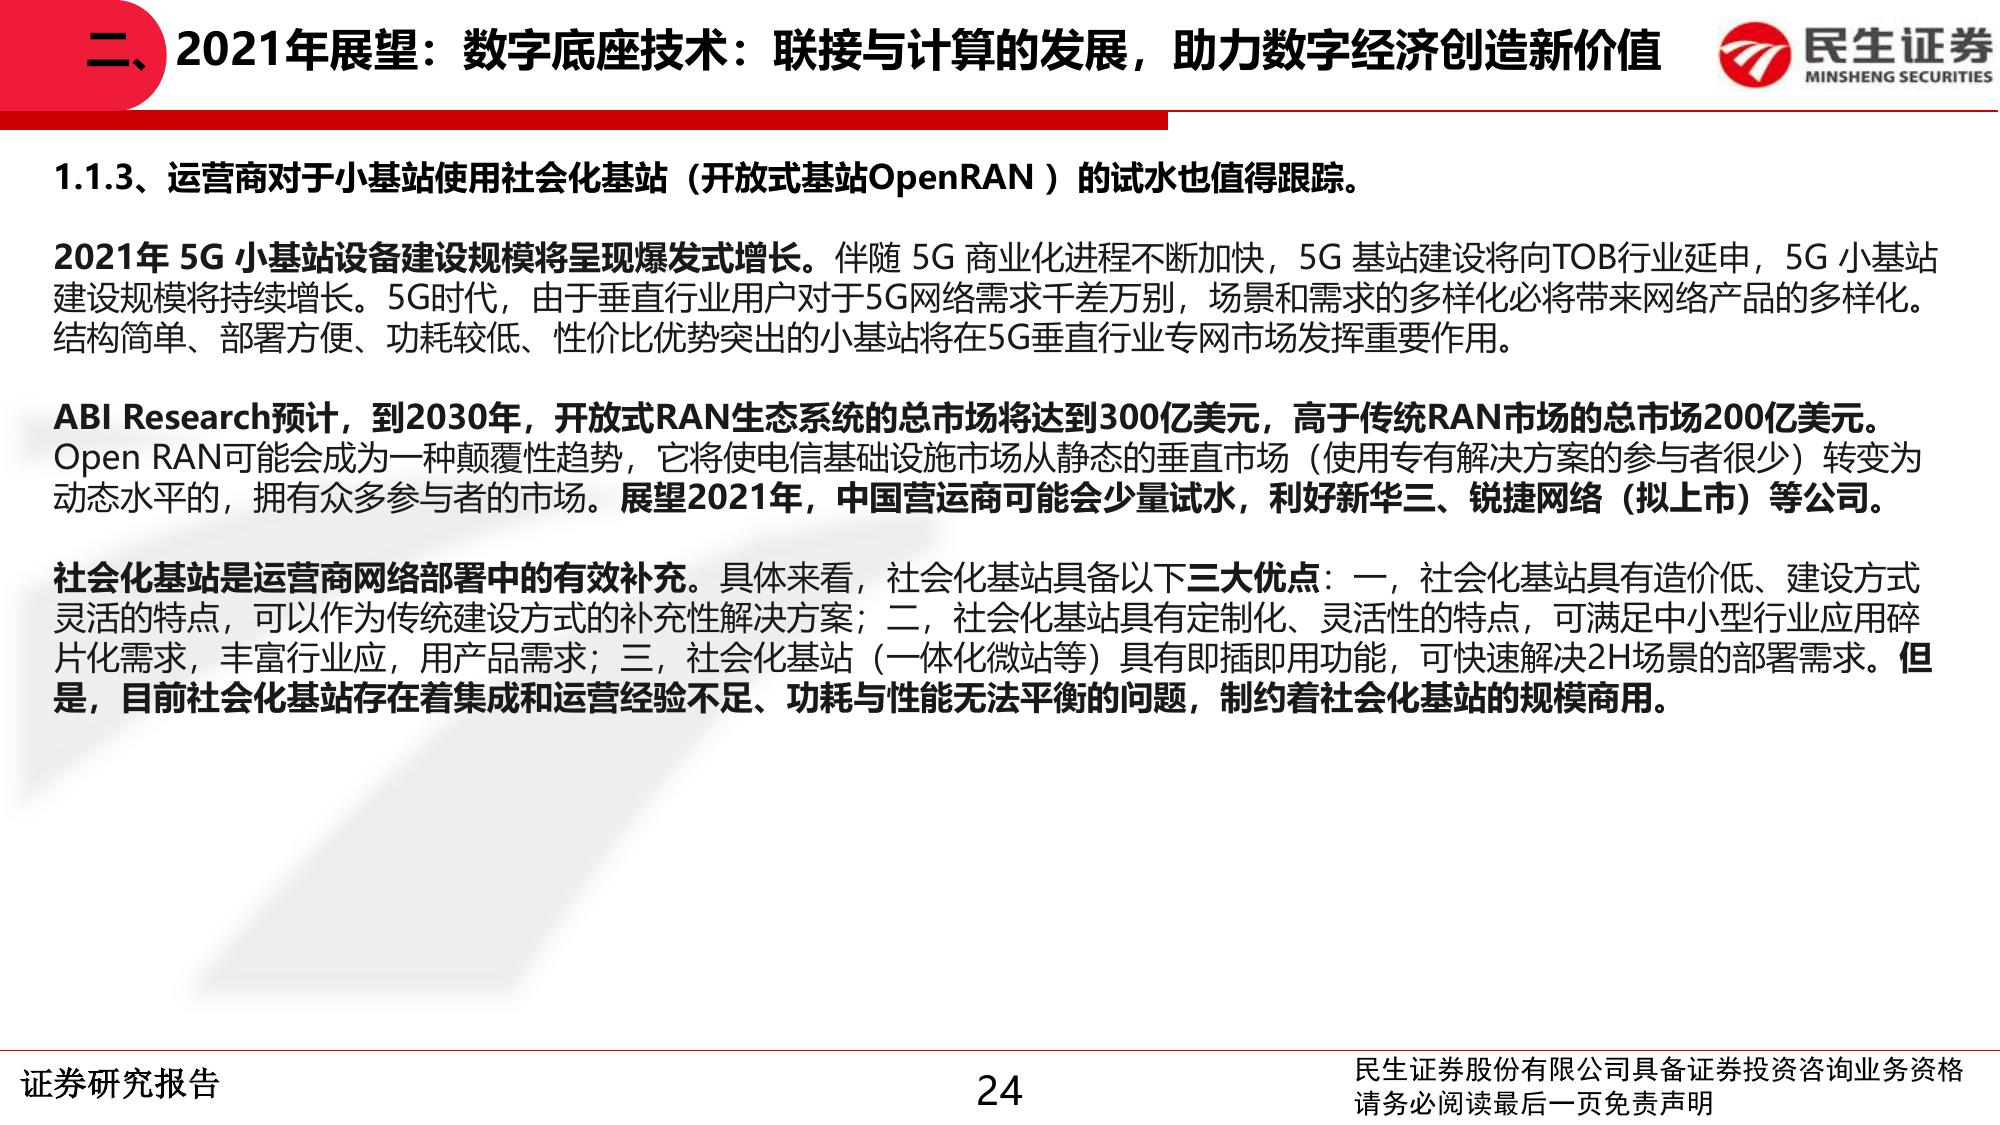 二、2021年展望：数字底座技术：联接与计算的发展，助力数字经济创造新价值
民生证券
MINSHENG SECURITIES
1.1.3、运营商对于小基站使用社会化基站（开放式基站OpenRAN ）的试水也值得跟踪。
2021年 5G 小基站设备建设规模将呈现爆发式增长。伴随 5G 商业化进程不断加快，5G 基站建设将向TOB行业延申，5G 小基站
建设规模将持续增长。5G时代，由于垂直行业用户对于5G网络需求千差万别，场景和需求的多样化必将带来网络产品的多样化。
结构简单、部署方便、功耗较低、性价比优势突出的小基站将在5G垂直行业专网市场发挥重要作用。
ABI Research预计，到2030年，开放式RAN生态系统的总市场将达到300亿美元，高于传统RAN市场的总市场200亿美元。
Open RAN可能会成为一种颠覆性趋势，它将使电信基础设施市场从静态的垂直市场（使用专有解决方案的参与者很少）转变为
动态水平的，拥有众多参与者的市场。展望2021年，中国营运商可能会少量试水，利好新华三、锐捷网络（拟上市）等公司。
社会化基站是运营商网络部署中的有效补充。具体来看，社会化基站具备以下三大优点：一，社会化基站具有造价低、建设方式
灵活的特点，可以作为传统建设方式的补充性解决方案；二，社会化基站具有定制化、灵活性的特点，可满足中小型行业应用碎
片化需求，丰富行业应，用产品需求；三，社会化基站（一体化微站等）具有即插即用功能，可快速解决2H场景的部署需求。但
是，目前社会化基站存在着集成和运营经验不足、功耗与性能无法平衡的问题，制约着社会化基站的规模商用。
证券研究报告
24
民生证券股份有限公司具备证券投资咨询业务资格
请务必阅读最后一页免责声明